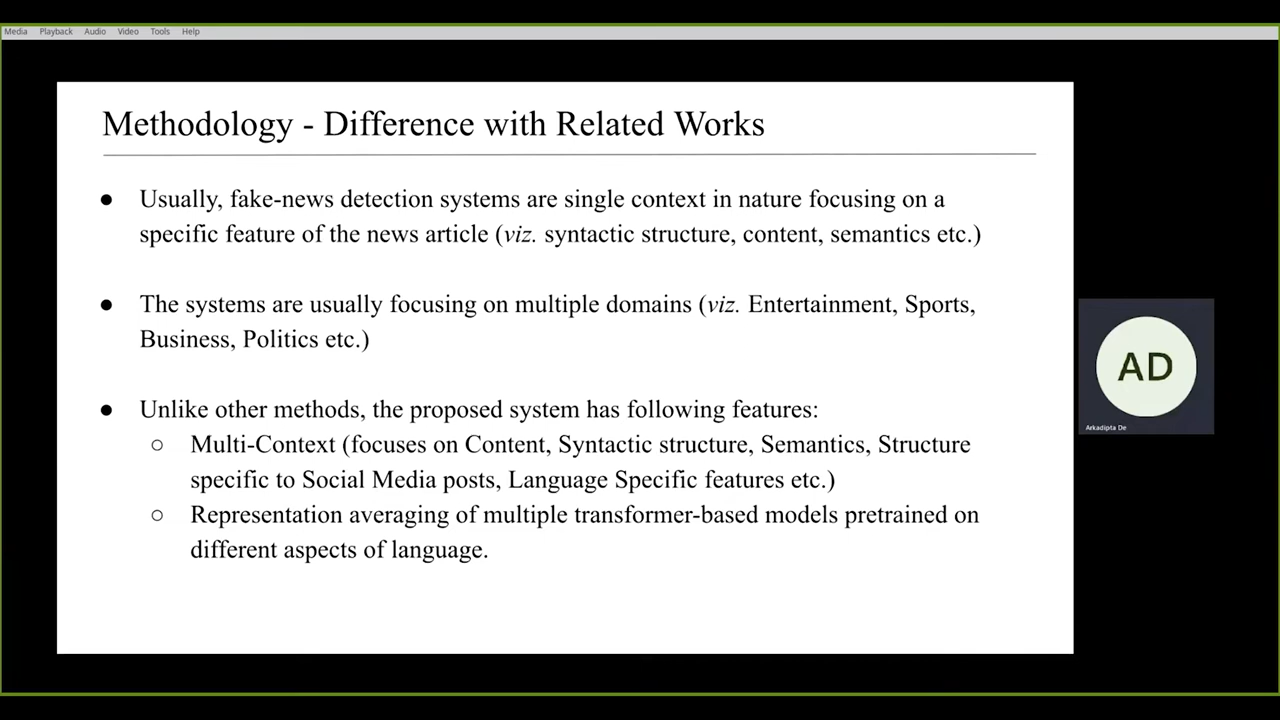 Media Playback Audio Video Tools Help
Methodology - Difference with Related Works
● Usually, fake-news detection systems are single context in nature focusing on a
specific feature of the news article (viz. syntactic structure, content, semantics etc.)
● The systems are usually focusing on multiple domains (viz. Entertainment, Sports,
Business, Politics etc.)
● Unlike other methods, the proposed system has following features:
○ Multi-Context (focuses on Content, Syntactic structure, Semantics, Structure
specific to Social Media posts, Language Specific features etc.)
○ Representation averaging of multiple transformer-based models pretrained on
different aspects of language.
AD
Arkadipta De